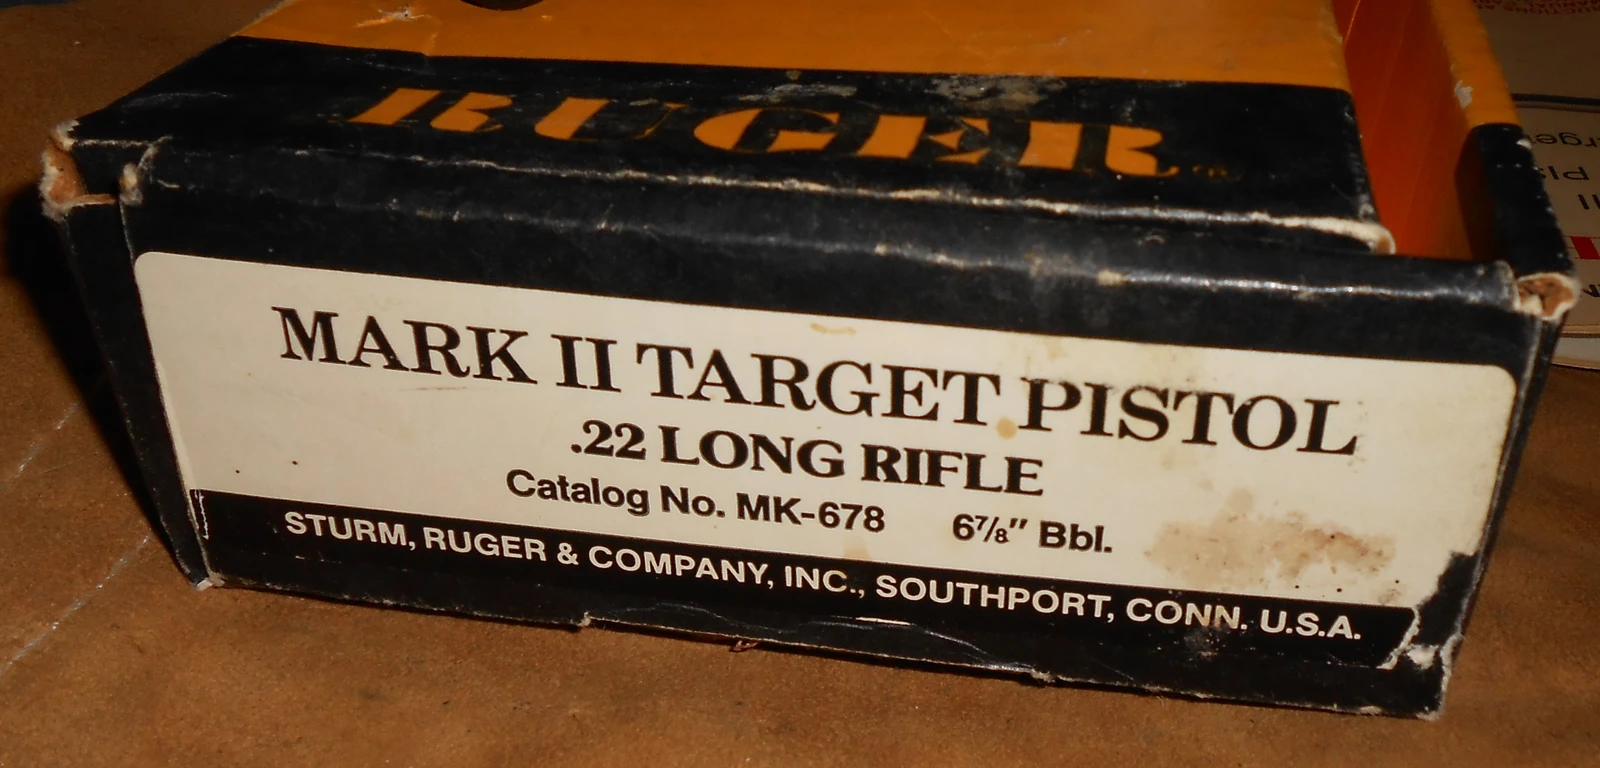 RUGER®
MARK II TARGET PISTOL
.22 LONG RIFLE
Catalog No. MK-678 6⅞" Bbl.
STURM, RUGER & COMPANY, INC., SOUTHPORT, CONN. U.S.A.